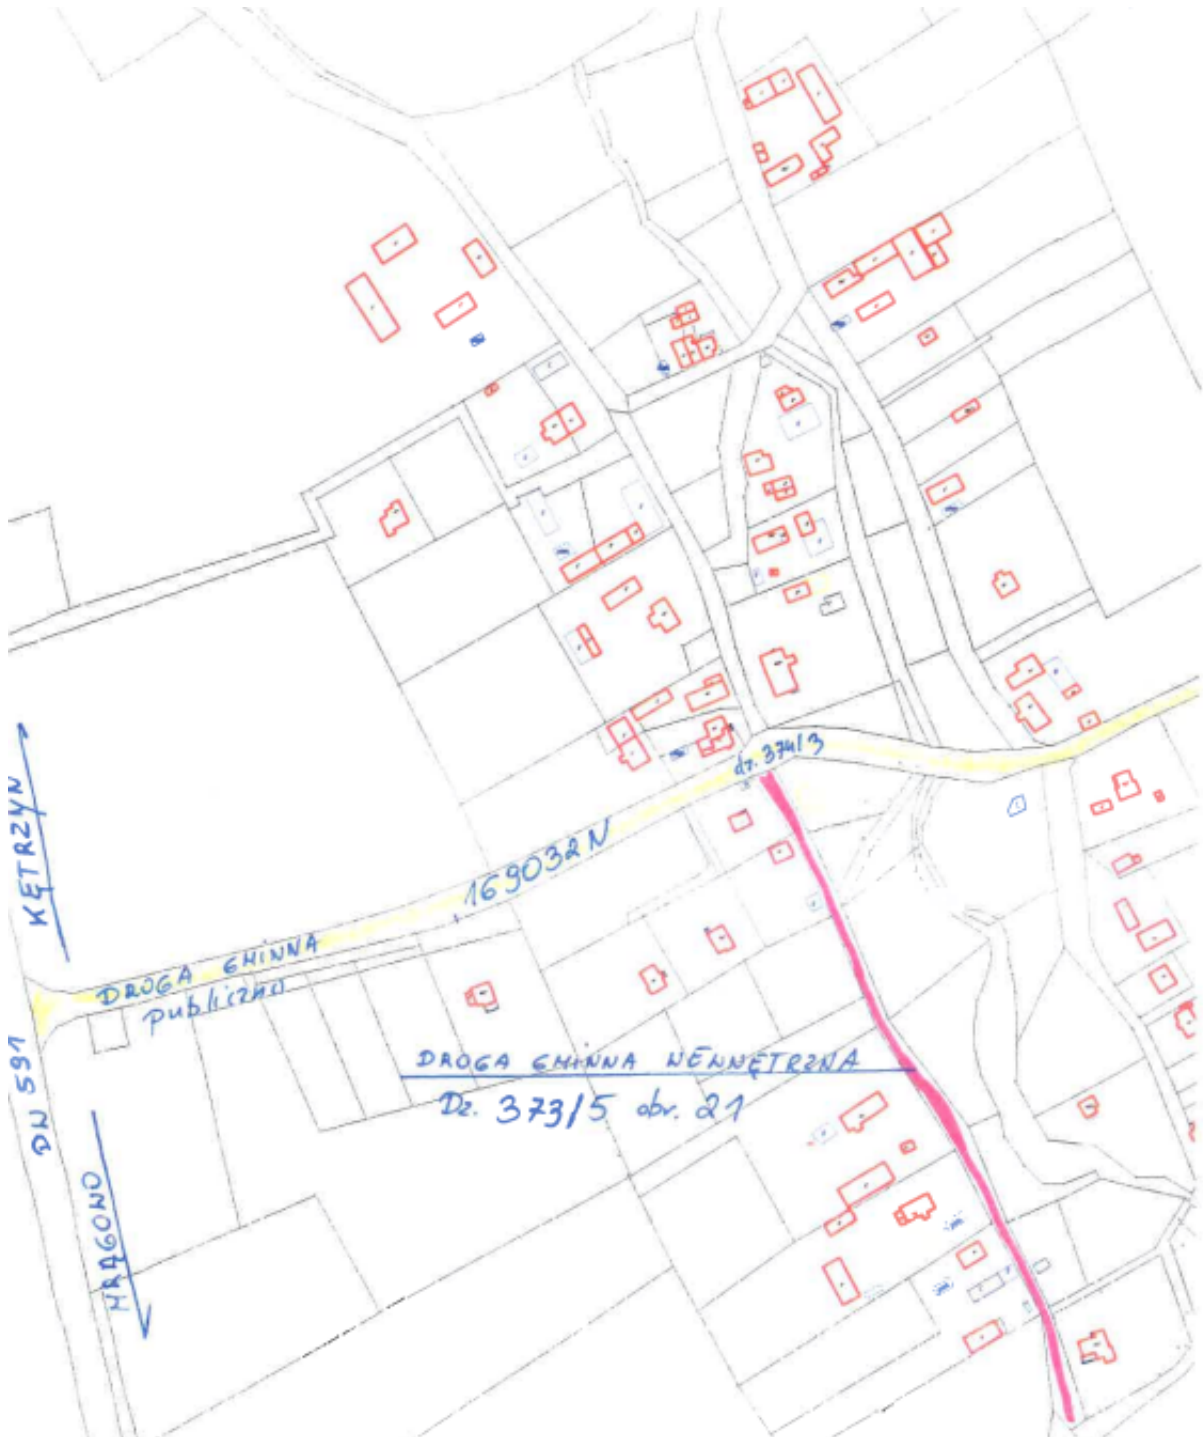 dz. 374/3
169032N
KĘTRZYN
DROGA GMINNA
publiczna
DROGA GMINNA WEWNĘTRZNA
Dz. 373/5 obr. 21
DW 591
MRĄGOWO